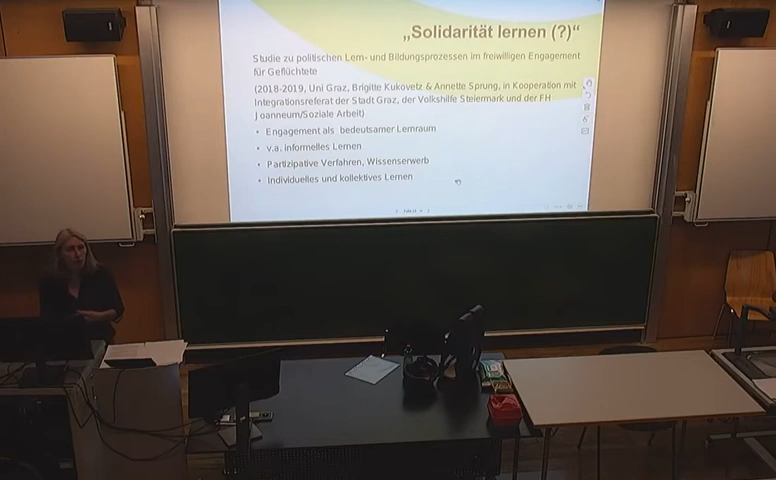 „Solidarität lernen (?)“
Studie zu politischen Lern- und Bildungsprozessen im freiwilligen Engagement
für Geflüchtete
(2018-2019, Uni Graz, Brigitte Kukovetz & Annette Sprung, in Kooperation mit
Integrationsreferat der Stadt Graz, der Volkshilfe Steiermark und der FH
Joanneum/Soziale Arbeit)
• Engagement als bedeutsamer Lernraum
• v.a. informelles Lernen
• Partizipative Verfahren, Wissenserwerb
• Individuelles und kollektives Lernen